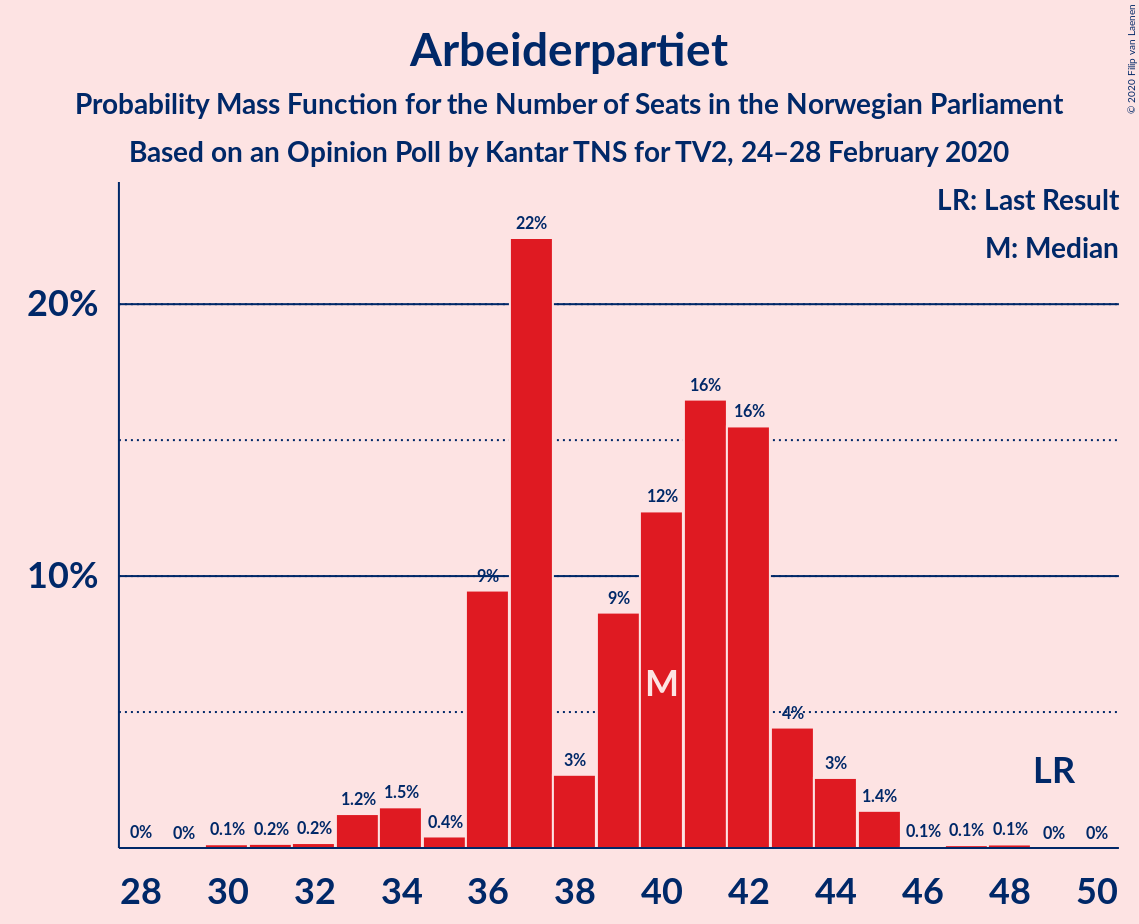 © 2020 Filip van Laenen
Arbeiderpartiet
Probability Mass Function for the Number of Seats in the Norwegian Parliament
Based on an Opinion Poll by Kantar TNS for TV2, 24–28 February 2020
LR: Last Result
M: Median
20%
10%
0% 0% 0.1% 0.2% 0.2% 1.2% 1.5% 0.4% 9% 22% 3% 9% 12% 16% 16% 4% 3% 1.4% 0.1% 0.1% 0.1% 0% 0%
M
LR
28 30 32 34 36 38 40 42 44 46 48 50